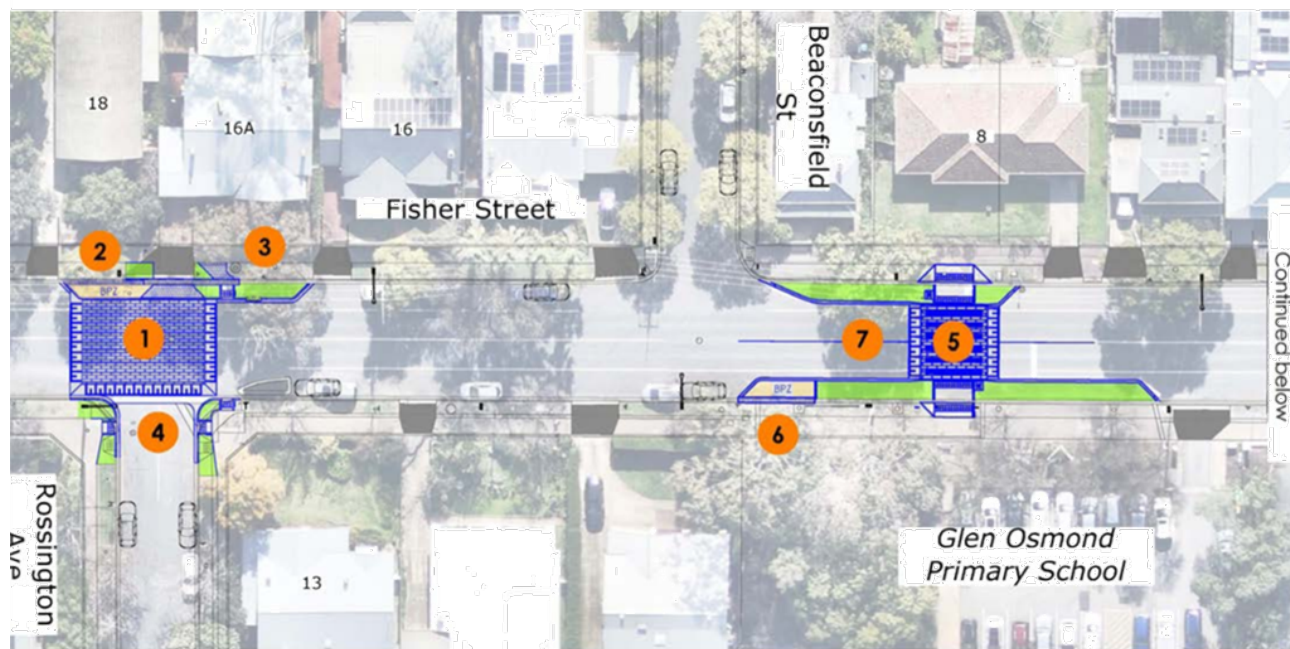 18
16A
16
Beaconsfield
St
8
Fisher Street
2
3
BPZ
1
7
5
Continued below
BPZ
4
6
Rossington
Ave
13
Glen Osmond
Primary School